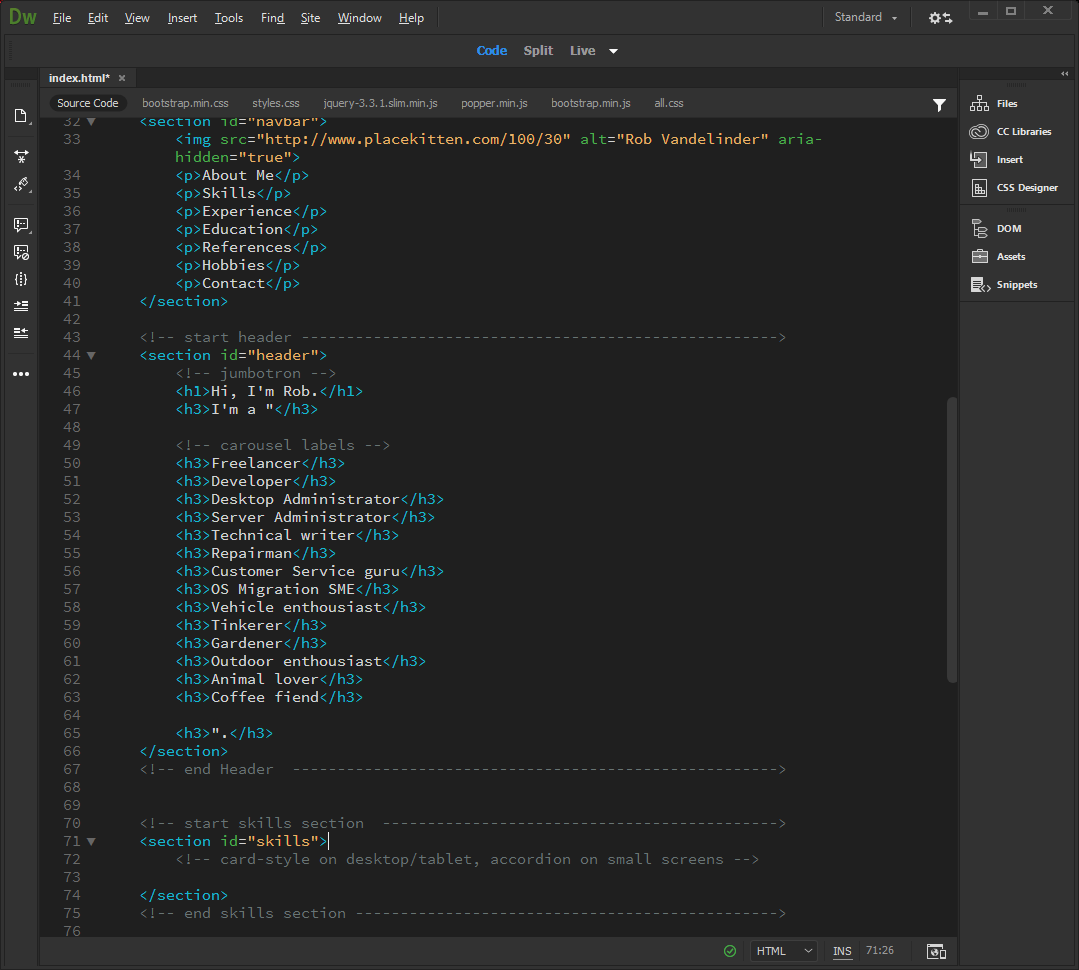 Dw File Edit View Insert Tools Find Site Window Help Standard
Code Split Live
index.html*
Source Code bootstrap.min.css styles.css jquery-3.3.1.slim.min.js popper.min.js bootstrap.min.js all.css
32 <section id="navbar">
33 <img src="http://www.placekitten.com/100/30" alt="Rob Vandelinder" aria-
hidden="true">
34 <p>About Me</p>
35 <p>Skills</p>
36 <p>Experience</p>
37 <p>Education</p>
38 <p>References</p>
39 <p>Hobbies</p>
40 <p>Contact</p>
41 </section>
42
43 <!-- start header ----------------------------------------------------->
44 <section id="header">
45 <!-- jumbotron -->
46 <h1>Hi, I'm Rob.</h1>
47 <h3>I'm a "</h3>
48
49 <!-- carousel labels -->
50 <h3>Freelancer</h3>
51 <h3>Developer</h3>
52 <h3>Desktop Administrator</h3>
53 <h3>Server Administrator</h3>
54 <h3>Technical writer</h3>
55 <h3>Repairman</h3>
56 <h3>Customer Service guru</h3>
57 <h3>OS Migration SME</h3>
58 <h3>Vehicle enthousiast</h3>
59 <h3>Tinkerer</h3>
60 <h3>Gardener</h3>
61 <h3>Outdoor enthousiast</h3>
62 <h3>Animal lover</h3>
63 <h3>Coffee fiend</h3>
64
65 <h3>".</h3>
66 </section>
67 <!-- end Header  ------------------------------------------------------>
68
69
70 <!-- start skills section  -------------------------------------------->
71 <section id="skills">
72 <!-- card-style on desktop/tablet, accordion on small screens -->
73
74 </section>
75 <!-- end skills section ----------------------------------------------->
76
Files
CC Libraries
Insert
CSS Designer
DOM
Assets
Snippets
HTML INS 71:26